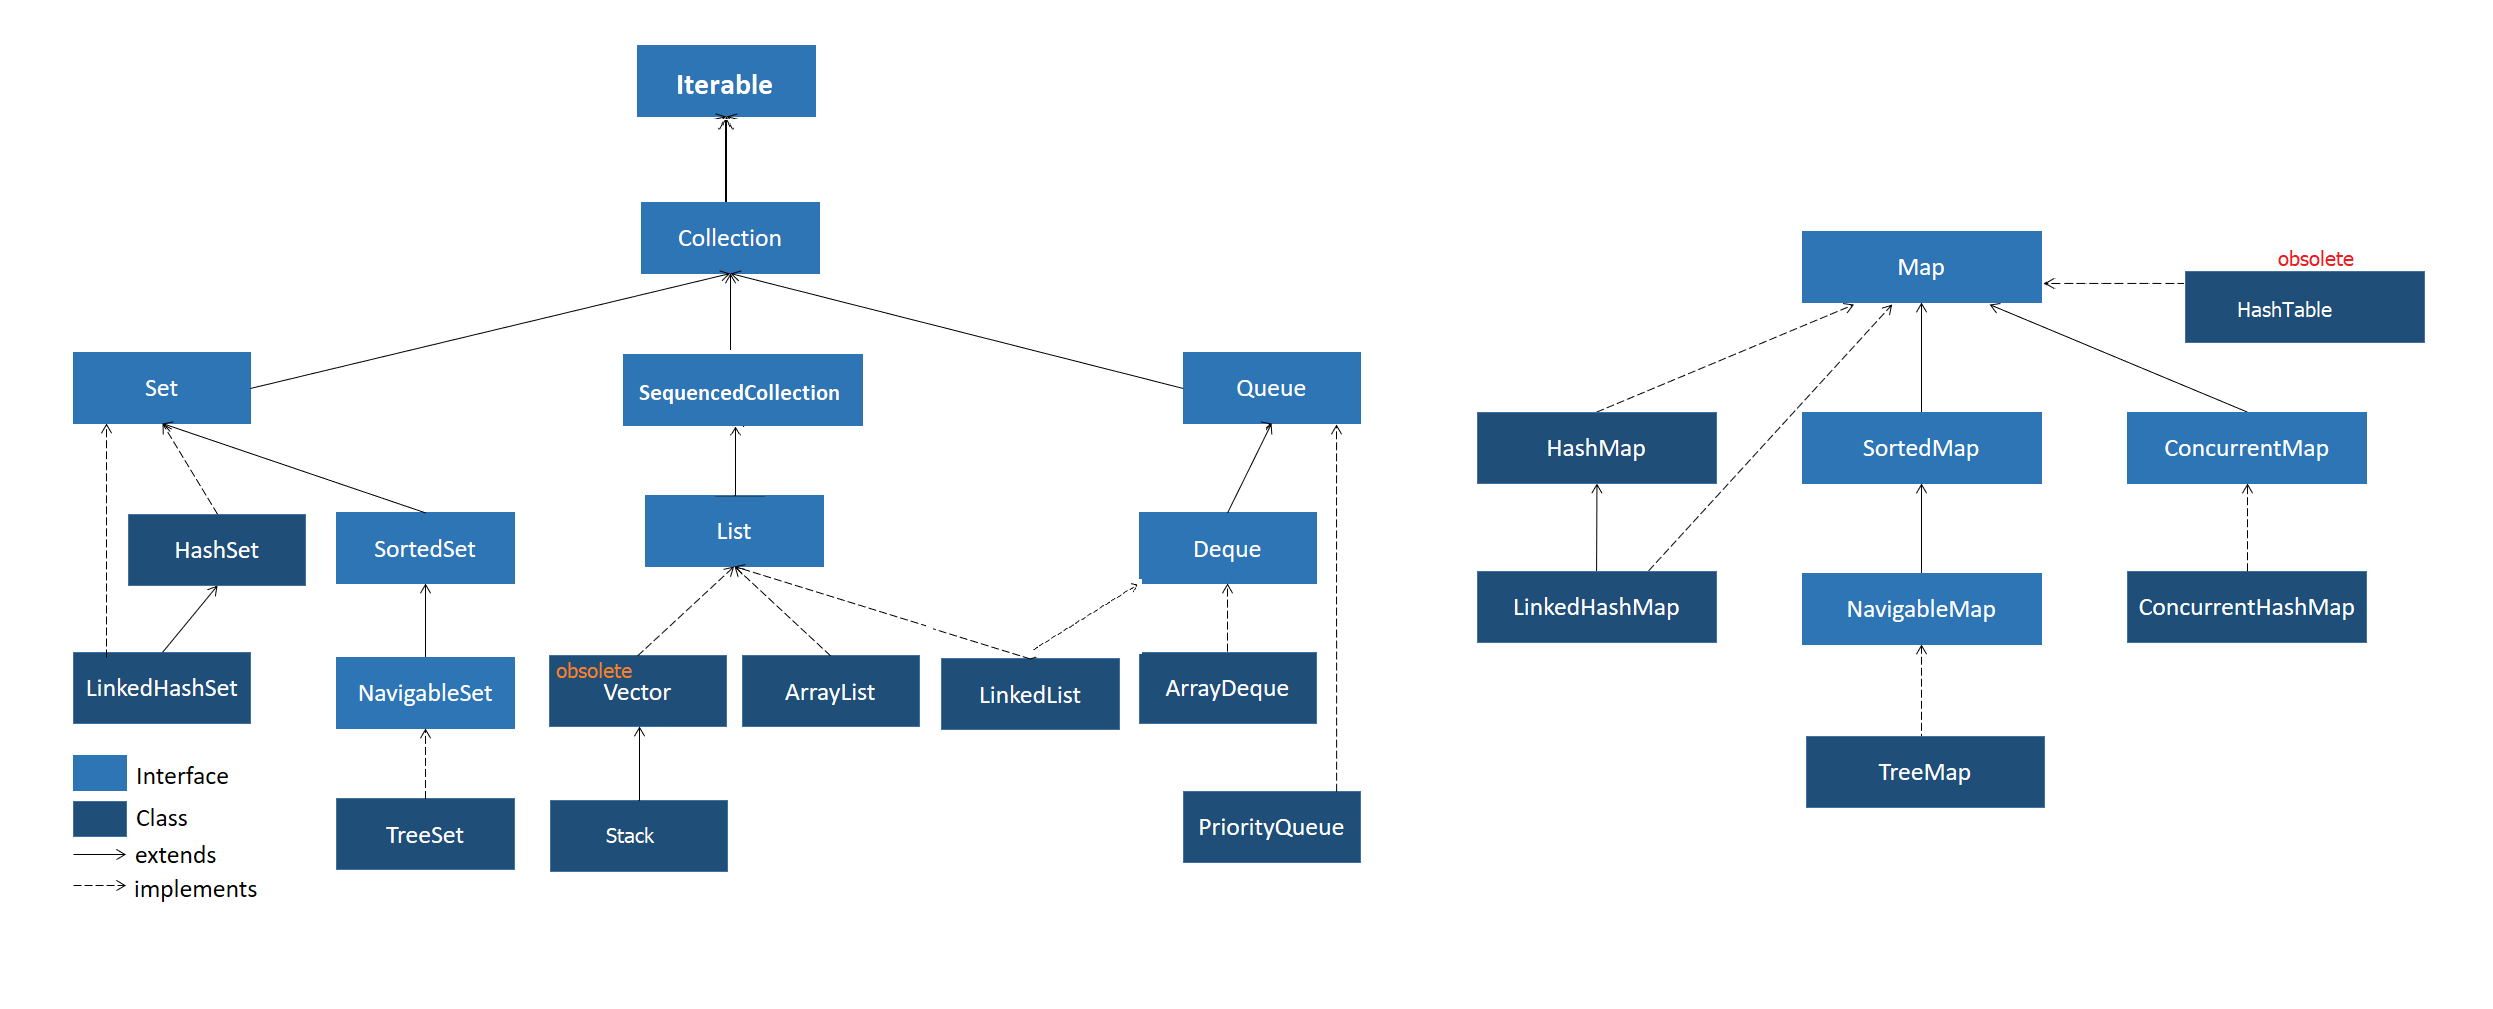 Iterable
Collection
Map
obsolete
HashTable
Set
SequencedCollection
Queue
HashMap
SortedMap
ConcurrentMap
HashSet
SortedSet
List
Deque
LinkedHashMap
NavigableMap
ConcurrentHashMap
LinkedHashSet
NavigableSet
obsolete
Vector
ArrayList
LinkedList
ArrayDeque
TreeMap
Interface
Class
extends
implements
TreeSet
Stack
PriorityQueue